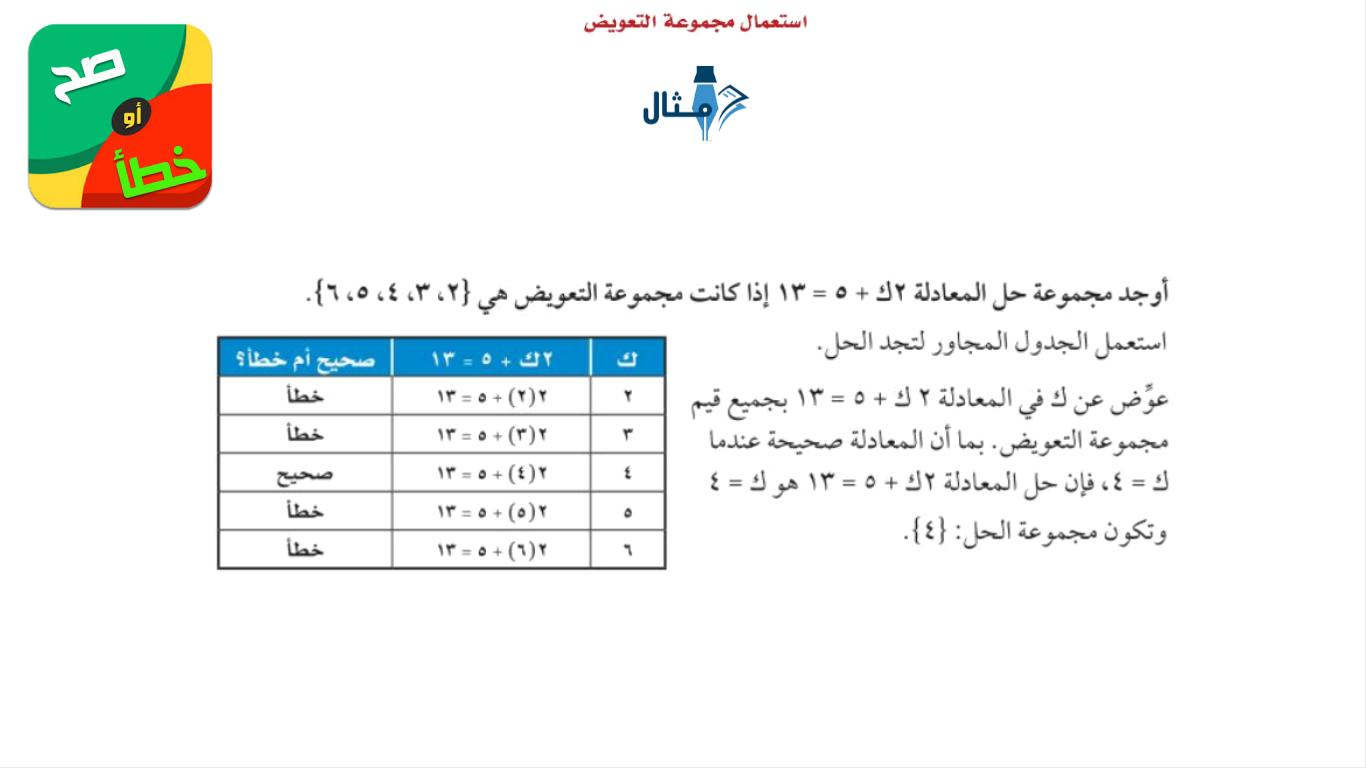 استعمال مجموعة التعويض
صح
أو
خطأ
مثال
أوجد مجموعة حل المعادلة ٢ك + ٥ = ١٣ إذا كانت مجموعة التعويض هي {٢، ٣، ٤، ٥، ٦}.
استعمل الجدول المجاور لتجد الحل.
عوِّض عن ك في المعادلة ٢ ك + ٥ = ١٣ بجميع قيم
مجموعة التعويض. بما أن المعادلة صحيحة عندما
ك = ٤، فإن حل المعادلة ٢ك + ٥ = ١٣ هو ك = ٤
وتكون مجموعة الحل: {٤}.
ك ٢ك + ٥ = ١٣ صحيح أم خطأ؟
٢ ٢(٢) + ٥ = ١٣ خطأ
٣ ٢(٣) + ٥ = ١٣ خطأ
٤ ٢(٤) + ٥ = ١٣ صحيح
٥ ٢(٥) + ٥ = ١٣ خطأ
٦ ٢(٦) + ٥ = ١٣ خطأ